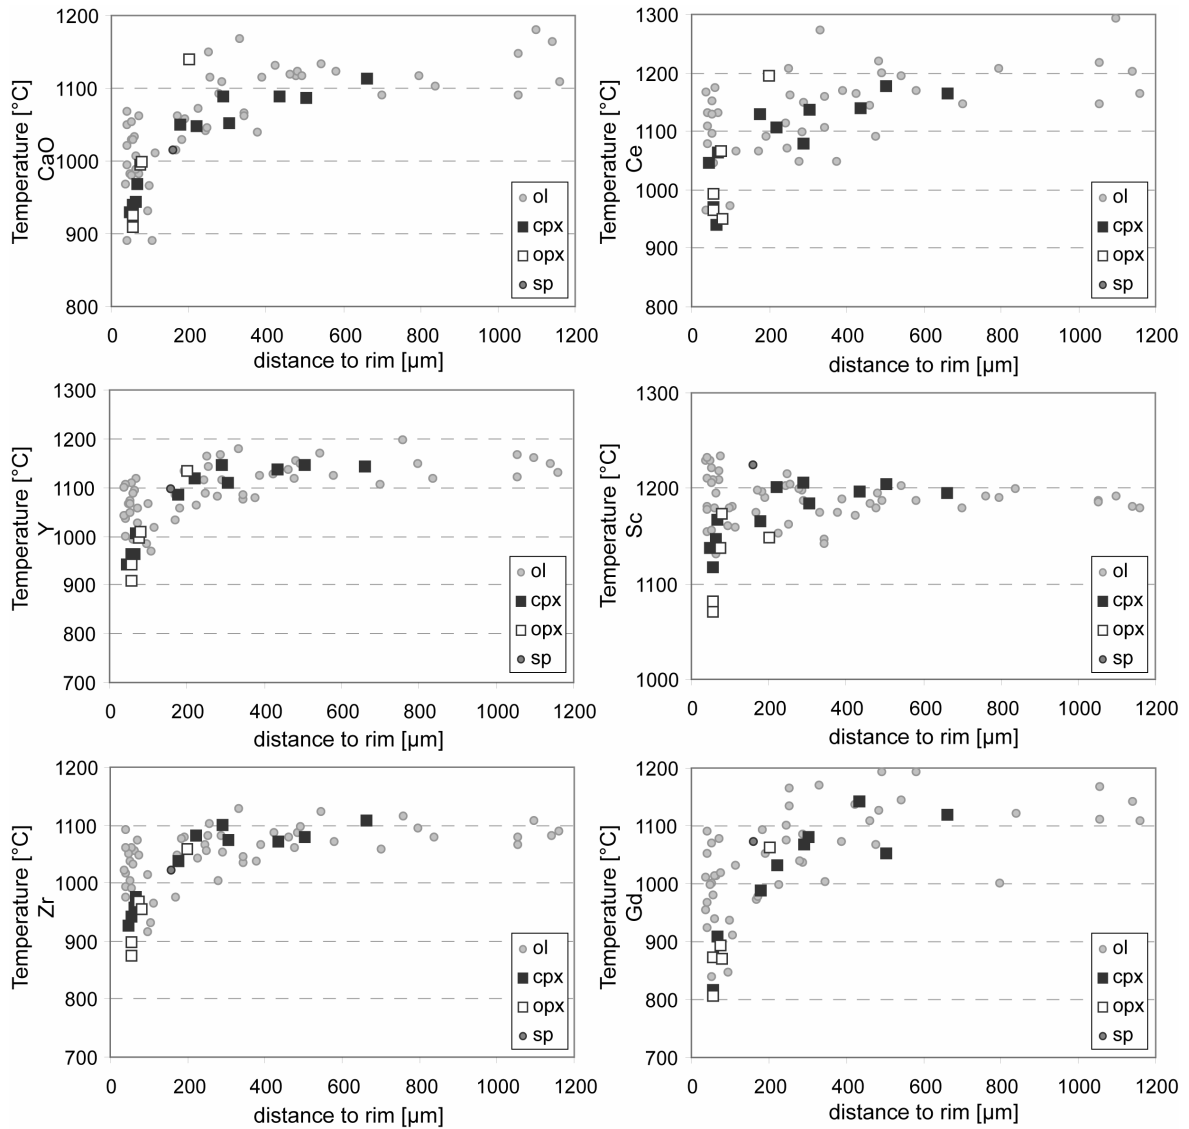 1200
1100
1000
900
800
Temperature [°C]
CaO
ol
cpx
opx
sp
0 200 400 600 800 1000 1200
distance to rim [µm]
1300
1200
1100
1000
900
800
Temperature [°C]
Ce
ol
cpx
opx
sp
0 200 400 600 800 1000 1200
distance to rim [µm]
1300
1200
1100
1000
900
800
700
Temperature [°C]
Y
ol
cpx
opx
sp
0 200 400 600 800 1000 1200
distance to rim [µm]
1300
1200
1100
1000
Temperature [°C]
Sc
ol
cpx
opx
sp
0 200 400 600 800 1000 1200
distance to rim [µm]
1200
1100
1000
900
800
700
Temperature [°C]
Zr
ol
cpx
opx
sp
0 200 400 600 800 1000 1200
distance to rim [µm]
1200
1100
1000
900
800
700
Temperature [°C]
Gd
ol
cpx
opx
sp
0 200 400 600 800 1000 1200
distance to rim [µm]